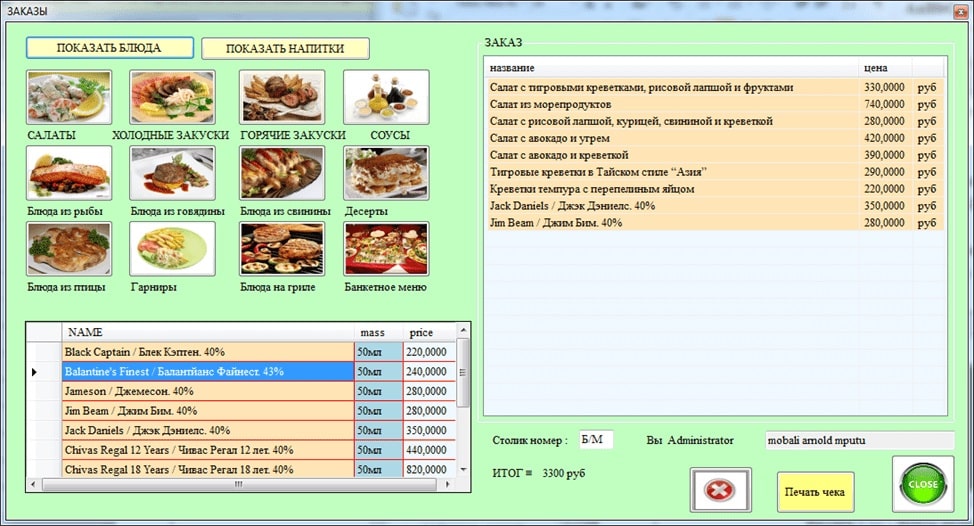 ЗАКАЗЫ
ПОКАЗАТЬ БЛЮДА
ПОКАЗАТЬ НАПИТКИ
САЛАТЫ ХОЛОДНЫЕ ЗАКУСКИ ГОРЯЧИЕ ЗАКУСКИ СОУСЫ
Блюда из рыбы Блюда из говядины Блюда из свинины Десерты
Блюда из птицы Гарниры Блюда на гриле Банкетное меню
NAME mass price
Black Captain / Блек Кэптен. 40% 50мл 220,0000
Balantine's Finest / Балантйанс Файнест. 43% 50мл 240,0000
Jameson / Джемесон. 40% 50мл 280,0000
Jim Beam / Джим Бим. 40% 50мл 280,0000
Jack Daniels / Джэк Дэниелс. 40% 50мл 350,0000
Chivas Regal 12 Years / Чивас Регал 12 лет. 40% 50мл 440,0000
Chivas Regal 18 Years / Чивас Регал 18 лет. 40% 50мл 820,0000
ЗАКАЗ
название цена
Салат с тигровыми креветками, рисовой лапшой и фруктами 330,0000 руб
Салат из морепродуктов 740,0000 руб
Салат с рисовой лапшой, курицей, свининой и креветкой 280,0000 руб
Салат с авокадо и угрем 420,0000 руб
Салат с авокадо и креветкой 390,0000 руб
Тигровые креветки в Тайском стиле “Азия” 290,0000 руб
Креветки темпура с перепелиным яйцом 220,0000 руб
Jack Daniels / Джэк Дэниелс. 40% 350,0000 руб
Jim Beam / Джим Бим. 40% 280,0000 руб
Столик номер : Б/М Вы Administrator mobali arnold mputu
ИТОГ = 3300 руб
Печать чека
CLOSE